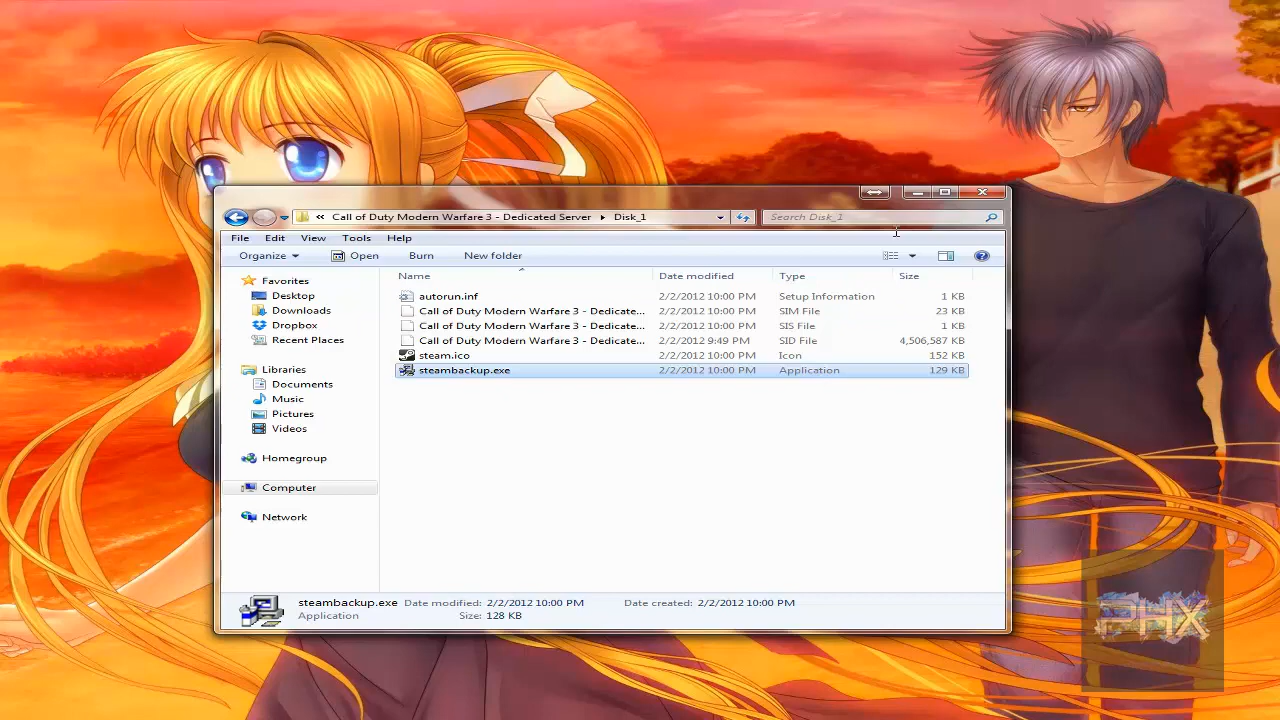 « Call of Duty Modern Warfare 3 - Dedicated Server ▸ Disk_1 Search Disk_1
File Edit View Tools Help
Organize Open Burn New folder
Name Date modified Type Size
Favorites
Desktop
Downloads
Dropbox
Recent Places
Libraries
Documents
Music
Pictures
Videos
Homegroup
Computer
Network
autorun.inf 2/2/2012 10:00 PM Setup Information 1 KB
Call of Duty Modern Warfare 3 - Dedicate... 2/2/2012 10:00 PM SIM File 23 KB
Call of Duty Modern Warfare 3 - Dedicate... 2/2/2012 10:00 PM SIS File 1 KB
Call of Duty Modern Warfare 3 - Dedicate... 2/2/2012 9:49 PM SID File 4,506,587 KB
steam.ico 2/2/2012 10:00 PM Icon 152 KB
steambackup.exe 2/2/2012 10:00 PM Application 129 KB
steambackup.exe Date modified: 2/2/2012 10:00 PM Date created: 2/2/2012 10:00 PM
Application Size: 128 KB
PHX